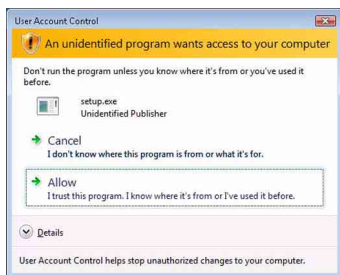 User Account Control
An unidentified program wants access to your computer
Don't run the program unless you know where it's from or you've used it
before.
setup.exe
Unidentified Publisher
Cancel
I don't know where this program is from or what it's for.
Allow
I trust this program. I know where it's from or I've used it before.
Details
User Account Control helps stop unauthorized changes to your computer.